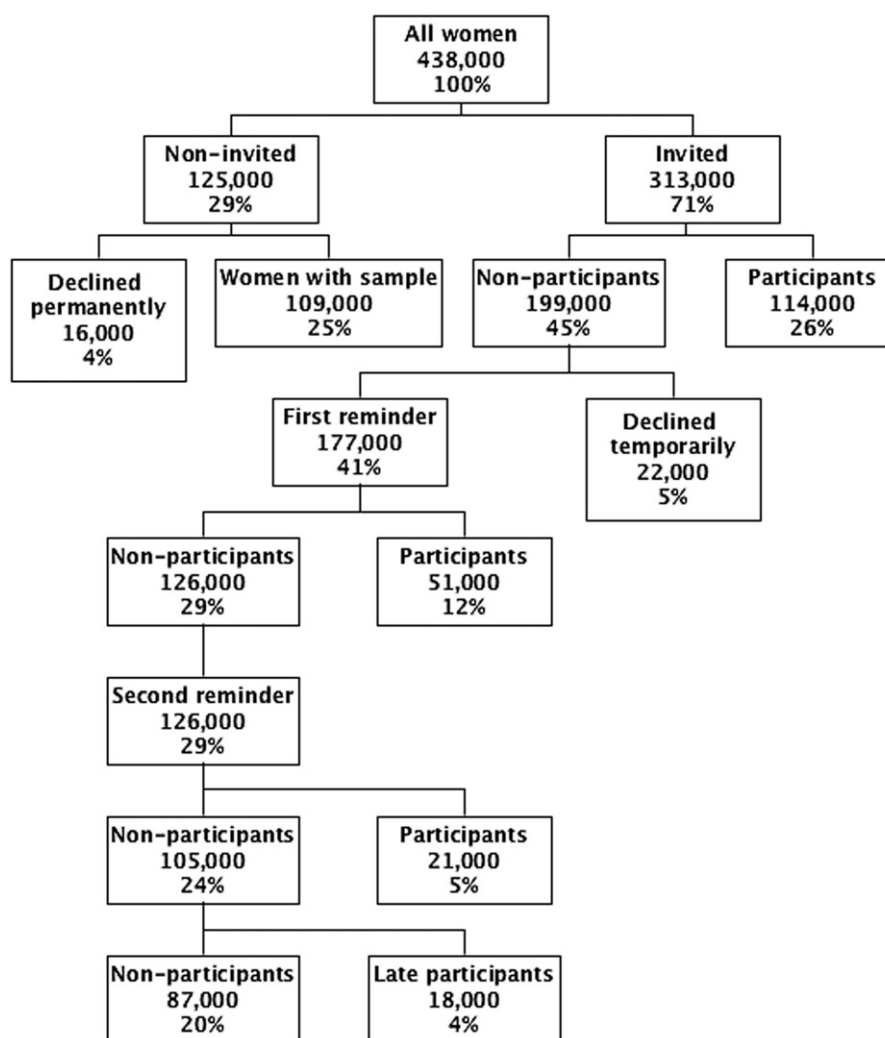 All women
438,000
100%
Non-invited
125,000
29%
Invited
313,000
71%
Declined
permanently
16,000
4%
Women with sample
109,000
25%
Non-participants
199,000
45%
Participants
114,000
26%
First reminder
177,000
41%
Declined
temporarily
22,000
5%
Non-participants
126,000
29%
Participants
51,000
12%
Second reminder
126,000
29%
Non-participants
105,000
24%
Participants
21,000
5%
Non-participants
87,000
20%
Late participants
18,000
4%